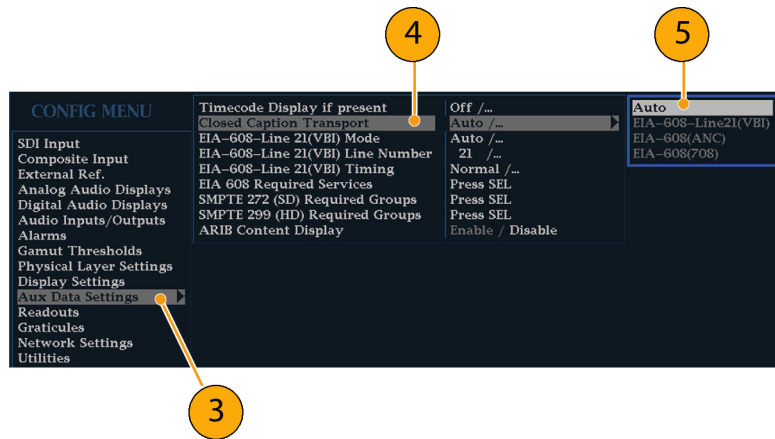 4
5
CONFIG MENU
SDI Input
Composite Input
External Ref.
Analog Audio Displays
Digital Audio Displays
Audio Inputs/Outputs
Alarms
Gamut Thresholds
Physical Layer Settings
Display Settings
Aux Data Settings
Readouts
Graticules
Network Settings
Utilities
Timecode Display if present Off /...
Closed Caption Transport Auto /...
EIA–608–Line 21(VBI) Mode Auto /...
EIA–608–Line 21(VBI) Line Number 21 /...
EIA–608–Line 21(VBI) Timing Normal /...
EIA 608 Required Services Press SEL
SMPTE 272 (SD) Required Groups Press SEL
SMPTE 299 (HD) Required Groups Press SEL
ARIB Content Display Enable / Disable
Auto
EIA–608–Line21(VBI)
EIA–608(ANC)
EIA–608(708)
3